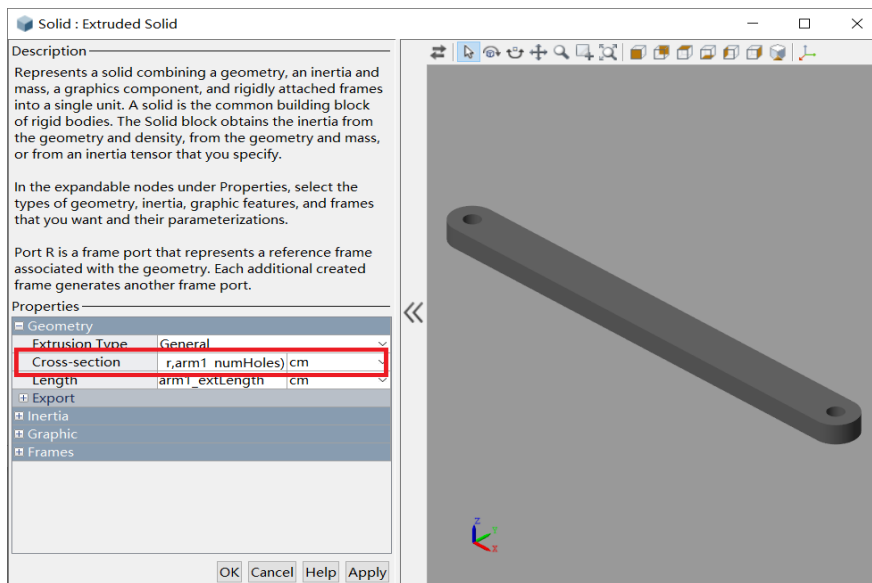 Solid : Extruded Solid
Description
Represents a solid combining a geometry, an inertia and
mass, a graphics component, and rigidly attached frames
into a single unit. A solid is the common building block
of rigid bodies. The Solid block obtains the inertia from
the geometry and density, from the geometry and mass,
or from an inertia tensor that you specify.
In the expandable nodes under Properties, select the
types of geometry, inertia, graphic features, and frames
that you want and their parameterizations.
Port R is a frame port that represents a reference frame
associated with the geometry. Each additional created
frame generates another frame port.
Properties
Geometry
Extrusion Type General
Cross-section r,arm1_numHoles) cm
Length arm1_extLength cm
Export
Inertia
Graphic
Frames
OK Cancel Help Apply
z
y
x